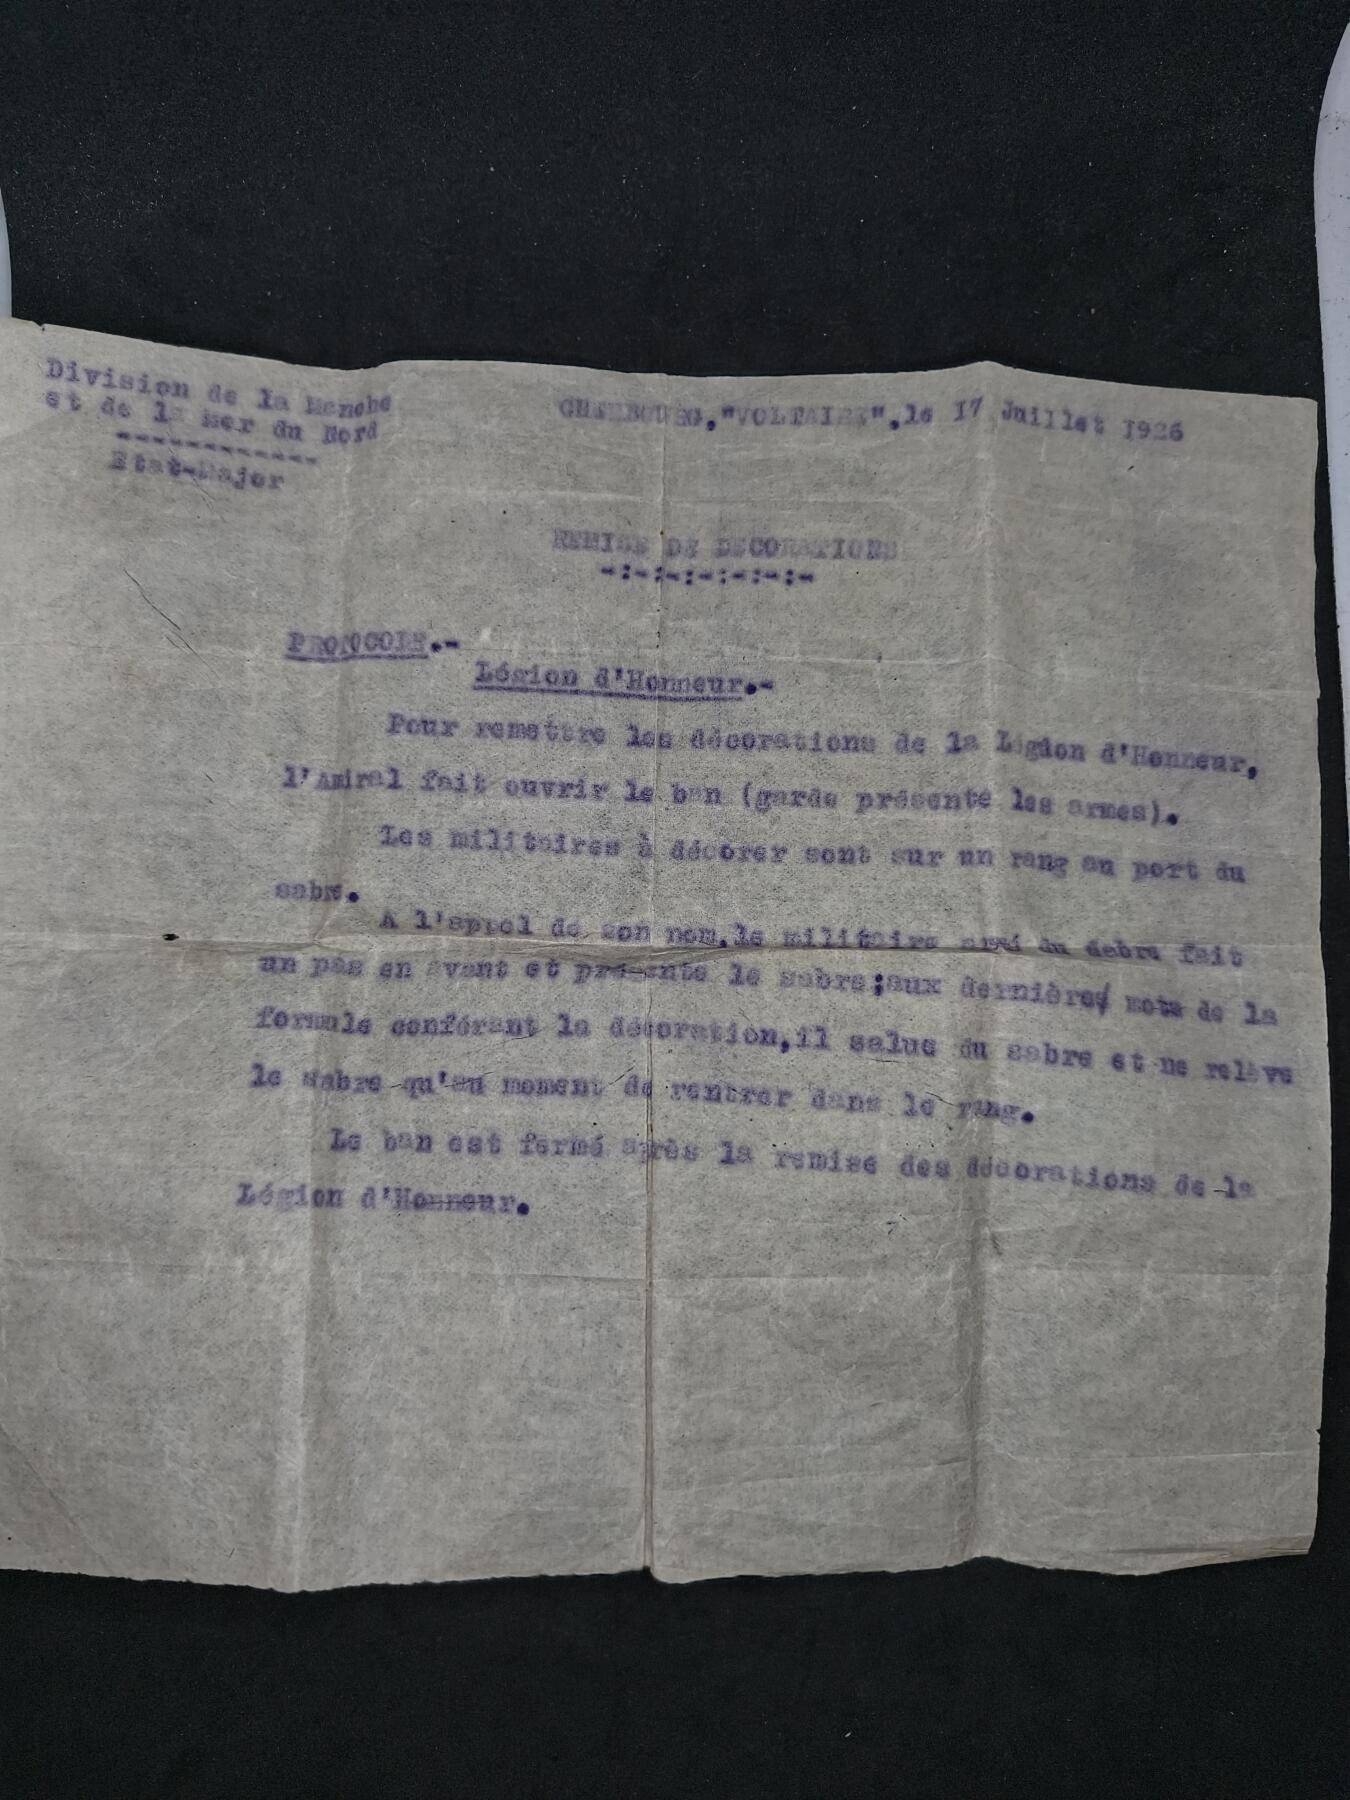 Division de la Manche
et de la mer du Nord
------------
Etat-Major
CHERBOURG,"VOLTAIRE",le 17 Juillet 1926
REMISE DE DECORATIONS
-:-:-:-:-:-:-
PROTOCOLE.-
Légion d'Honneur.-
Pour remettre les décorations de la Légion d'Honneur,
l'Amiral fait ouvrir le ban (garde présente les armes).
Les militaires à décorer sont sur un rang au port du
sabre.
A l'appel de son nom,le militaire du sabre fait
un pas en avant et présente le sabre;aux dernières mots de la
formule conférant la décoration,il salue du sabre et ne relève
le sabre qu'au moment de rentrer dans le rang.
Le ban est fermé après la remise des décorations de la
Légion d'Honneur.